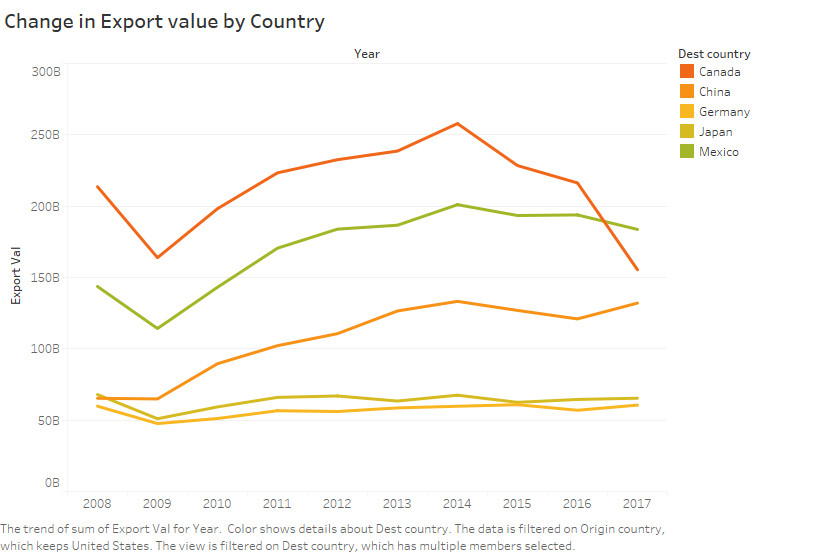 Change in Export value by Country
Year
Dest country
300B
Canada
China
Germany
250B
Japan
Mexico
200B
Export Val
150B
100B
50B
0B
2008 2009 2010 2011 2012 2013 2014 2015 2016 2017
The trend of sum of Export Val for Year. Color shows details about Dest country. The data is filtered on Origin country,
which keeps United States. The view is filtered on Dest country, which has multiple members selected.